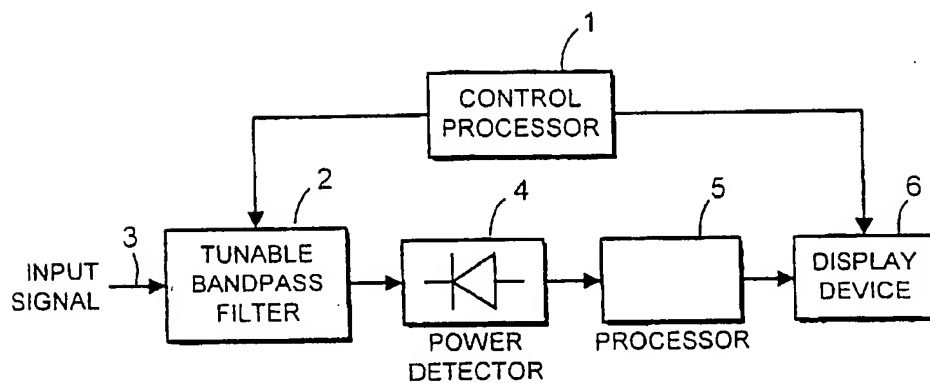 1
CONTROL
PROCESSOR
2
4
5
6
3
INPUT
SIGNAL
TUNABLE
BANDPASS
FILTER
DISPLAY
DEVICE
POWER
DETECTOR
PROCESSOR